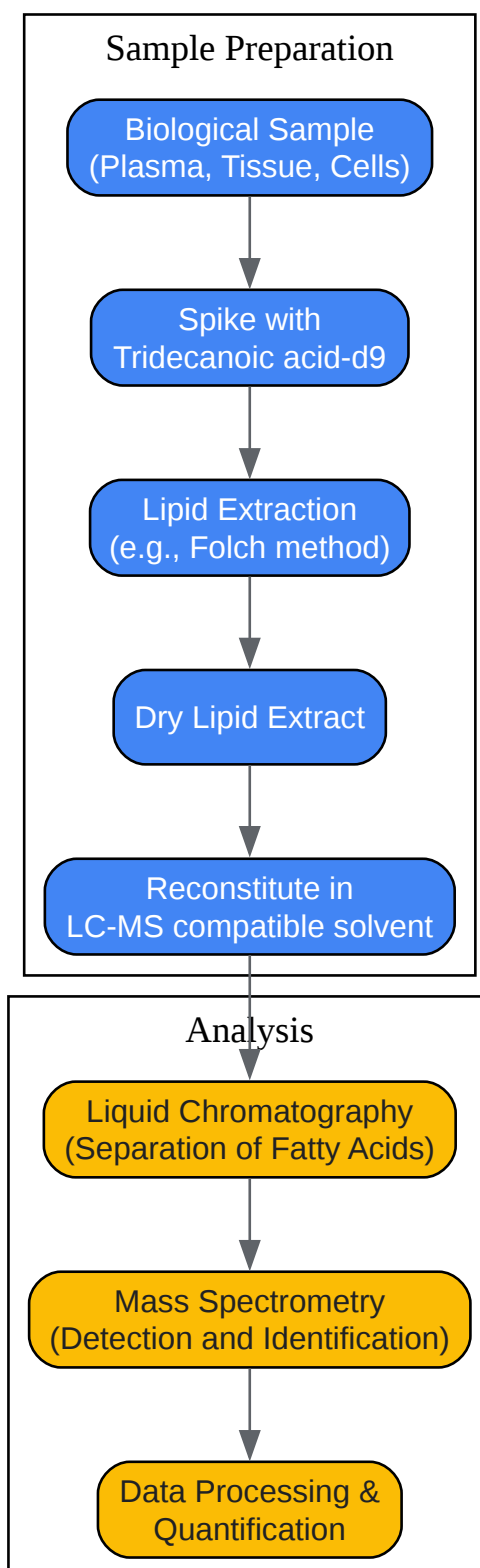 Sample Preparation
Biological Sample
(Plasma, Tissue, Cells)
Spike with
Tridecanoic acid-d9
Lipid Extraction
(e.g., Folch method)
Dry Lipid Extract
Reconstitute in
LC-MS compatible solvent
Analysis
Liquid Chromatography
(Separation of Fatty Acids)
Mass Spectrometry
(Detection and Identification)
Data Processing &
Quantification